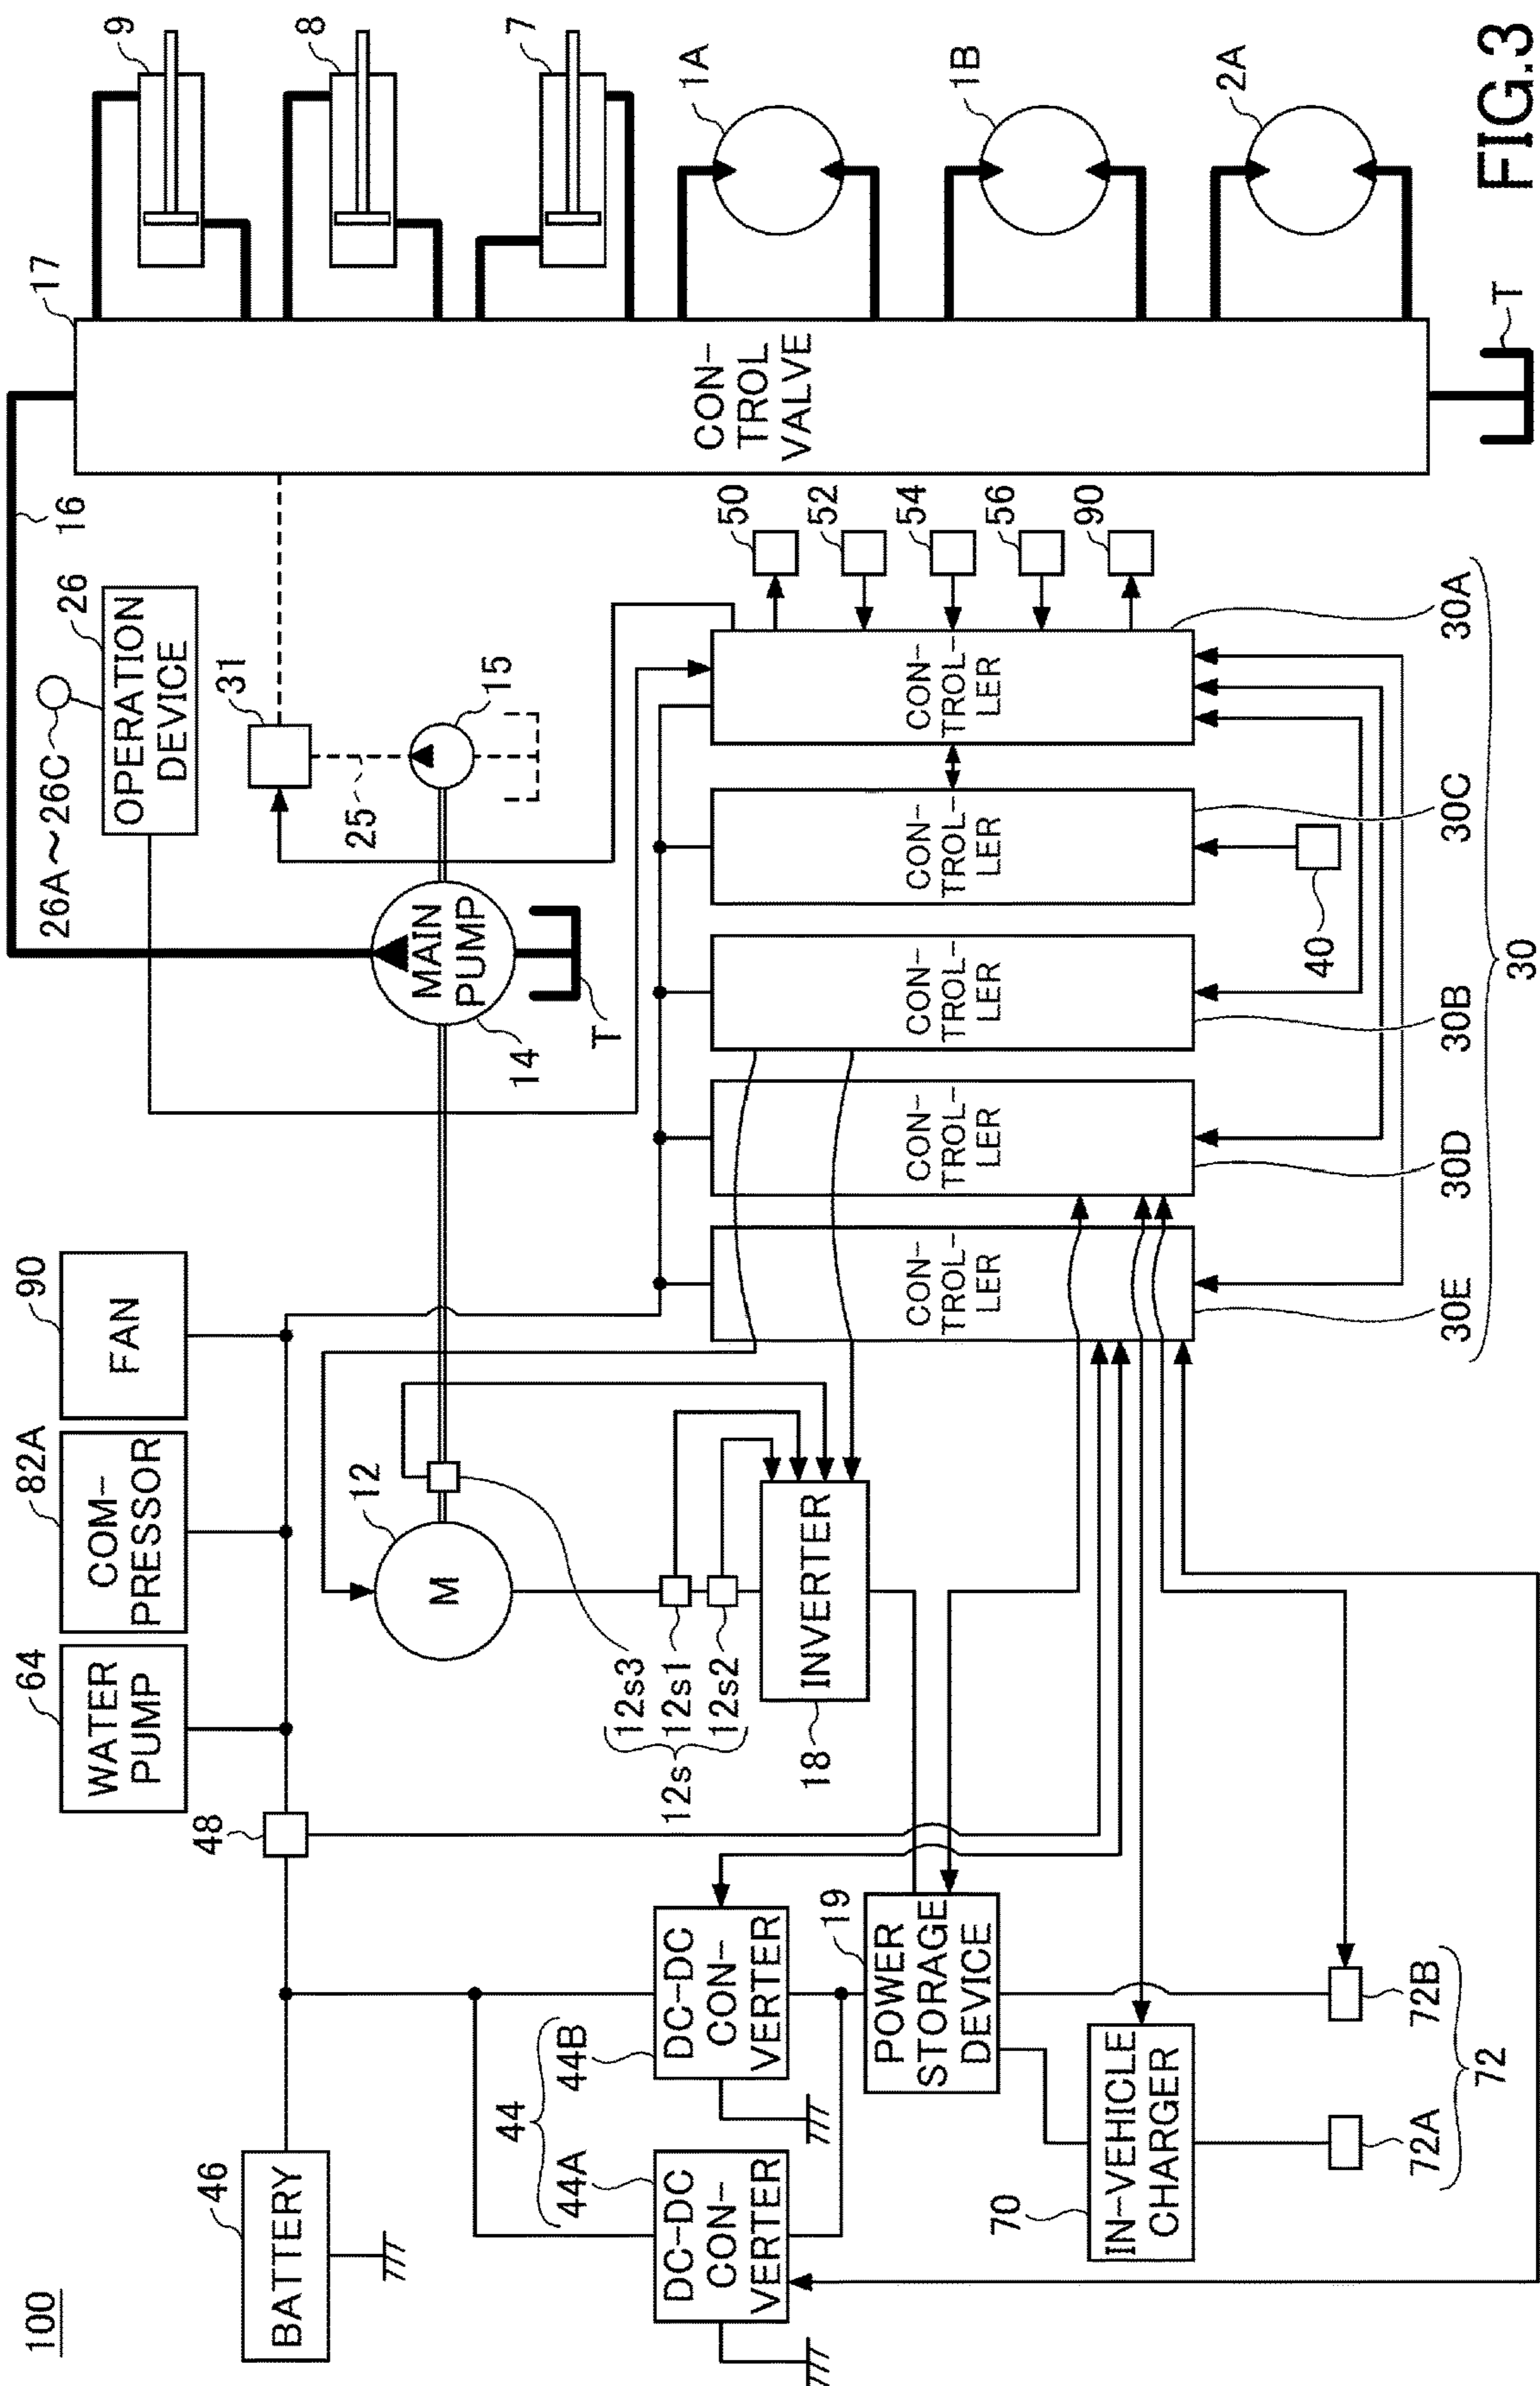 100
FIG.3
BATTERY
46
48
WATER
PUMP
64
COM-
PRESSOR
82A
FAN
90
26A~26C
OPERATION
DEVICE
26
16
17
CON-
TROL
VALVE
T
9
8
7
1A
1B
2A
31
25
15
MAIN
PUMP
14
T
M
12
12s3
12s1
12s2
12s
INVERTER
18
DC-DC
CON-
VERTER
44A
DC-DC
CON-
VERTER
44B
44
POWER
STORAGE
DEVICE
19
IN-VEHICLE
CHARGER
70
72A
72B
72
CON-
TROL-
LER
30E
CON-
TROL-
LER
30D
CON-
TROL-
LER
30B
CON-
TROL-
LER
30C
CON-
TROL-
LER
30A
30
40
50
52
54
56
90